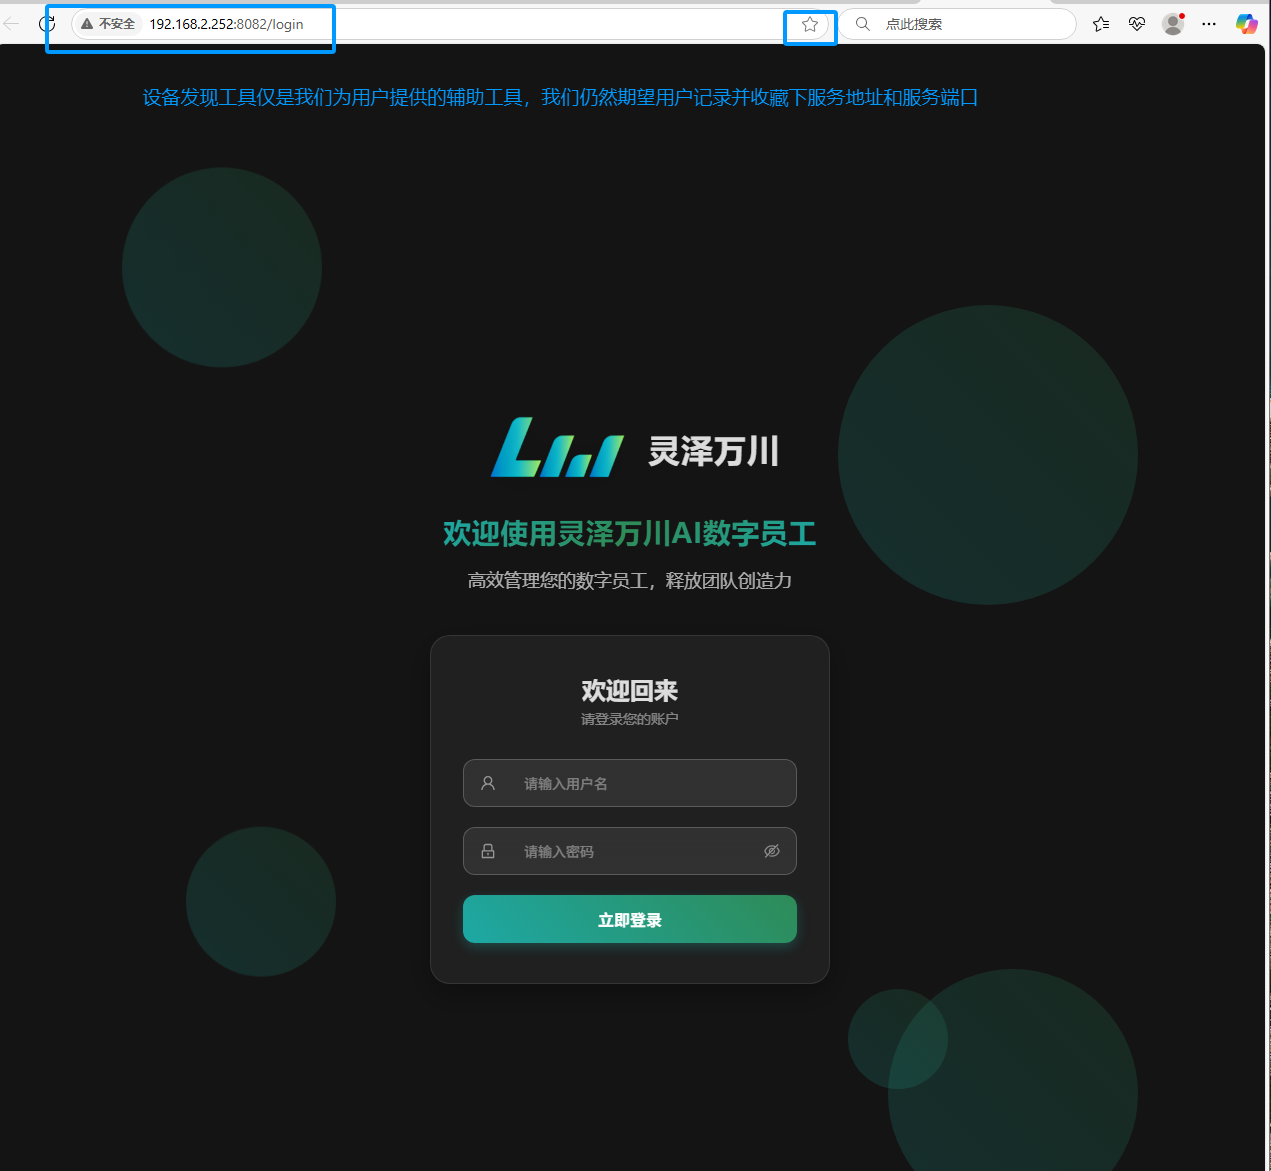 不安全 192.168.2.252:8082/login 点此搜索
设备发现工具仅是我们为用户提供的辅助工具，我们仍然期望用户记录并收藏下服务地址和服务端口
灵泽万川
欢迎使用灵泽万川AI数字员工
高效管理您的数字员工，释放团队创造力
欢迎回来
请登录您的账户
请输入用户名
请输入密码
立即登录